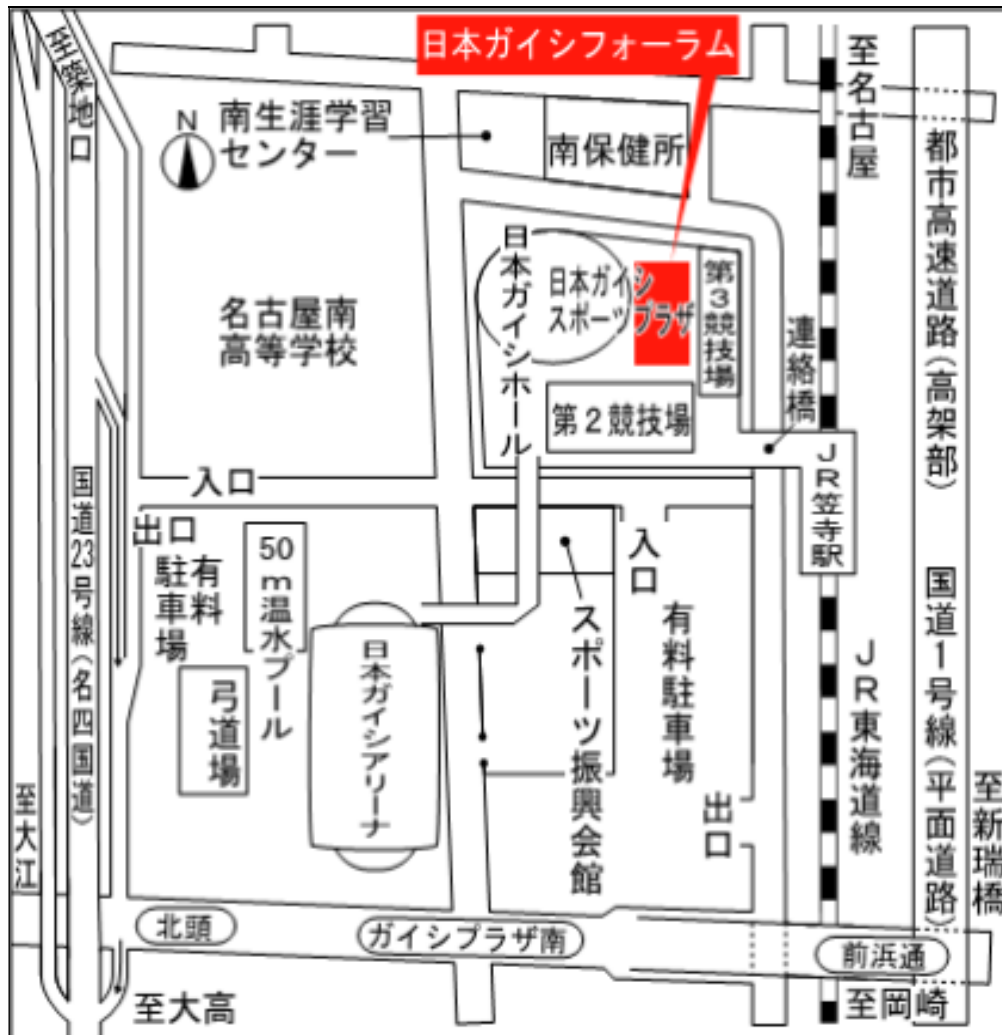 日本ガイシフォーラム
至築地口
至名古屋
N
南生涯学習
センター
南保健所
都市高速道路(高架部)
日本ガイシホール
日本ガイシ
スポーツ
プラザ
第3競技場
名古屋南
高等学校
連絡橋
第2競技場
国道23号線(名四国道)
入口
JR笠寺駅
出口
有料
駐車場
50m温水プール
入口
スポーツ振興会館
有料駐車場
国道1号線(平面道路)
JR東海道線
日本ガイシアリーナ
弓道場
至大江
出口
至新瑞橋
北頭
ガイシプラザ南
前浜通
至大高
至岡崎